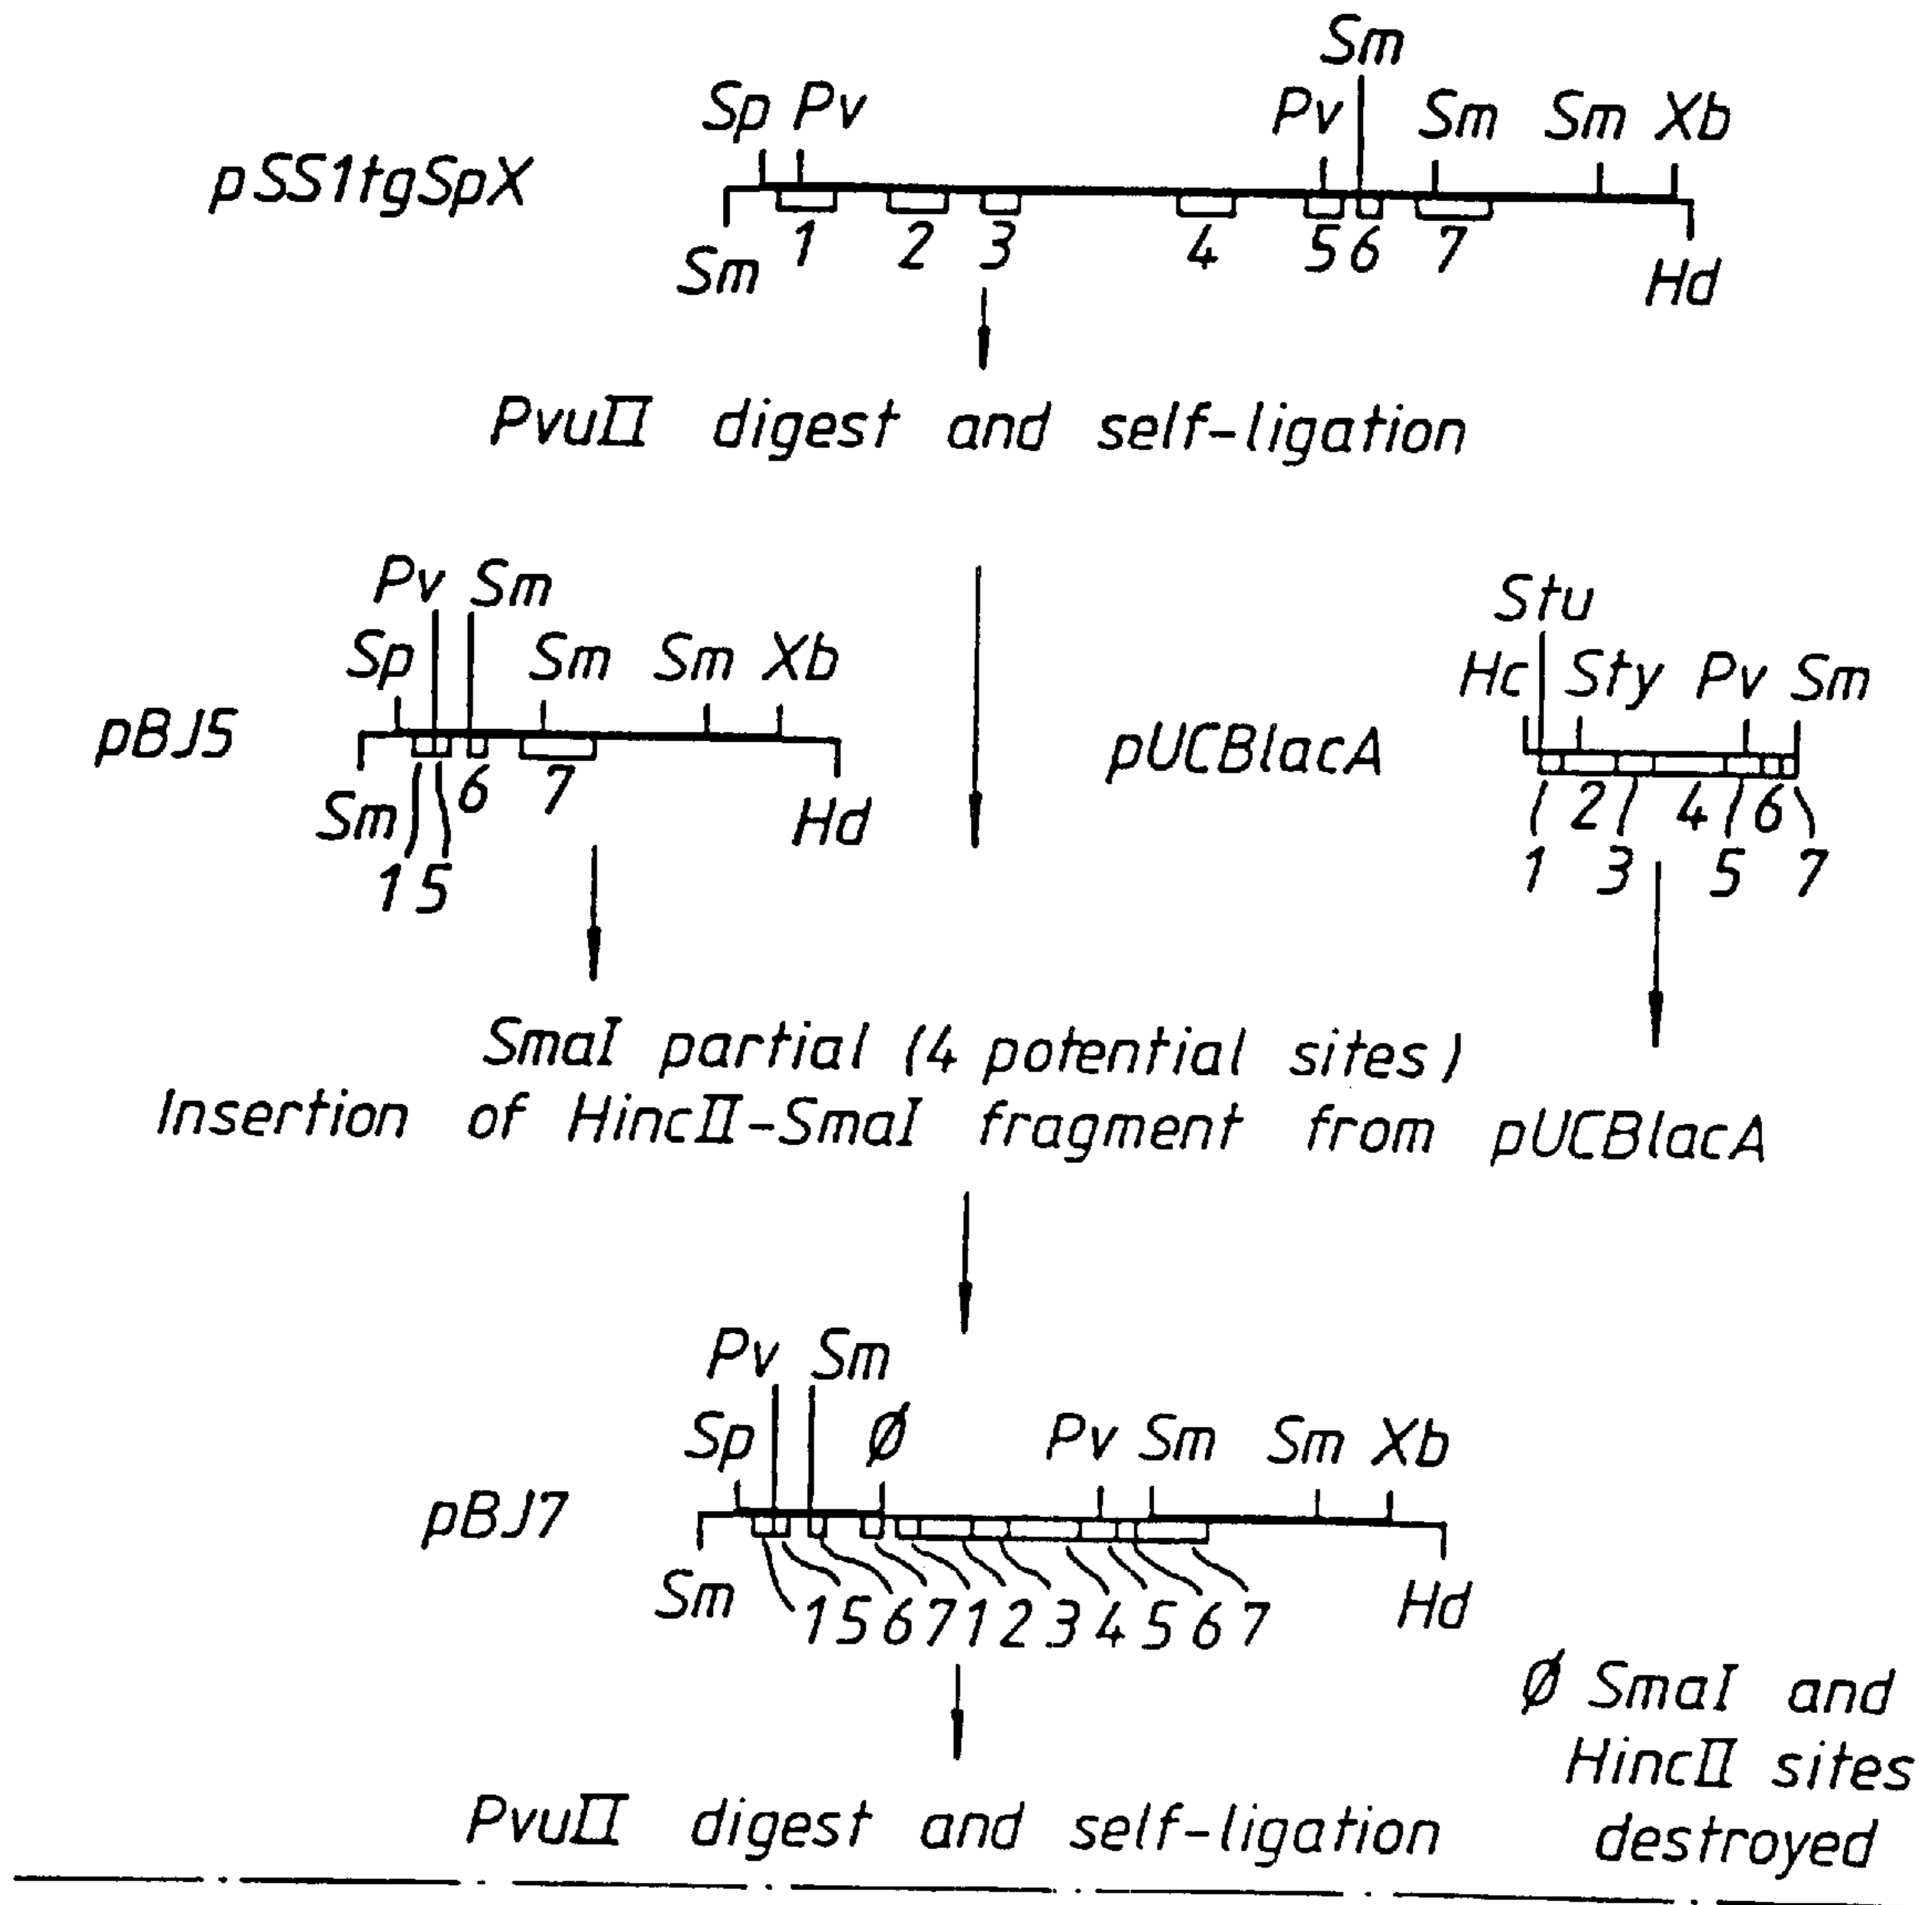 Sm
Sp Pv Pv Sm Sm Xb
pSS1tgSpX
1 2 3 4 5 6 7
Sm Hd
PvuII digest and self-ligation
Pv Sm
Sp Sm Sm Xb
pBJ5
6 7
Sm Hd
1 5
Stu
Hc Sty Pv Sm
pUCBlacA
2 4 6
1 3 5 7
SmaI partial (4 potential sites)
Insertion of HincII-SmaI fragment from pUCBlacA
Pv Sm
Sp Ø Pv Sm Sm Xb
pBJ7
Sm Hd
1 5 6 7 1 2 3 4 5 6 7
Ø SmaI and
HincII sites
destroyed
PvuII digest and self-ligation